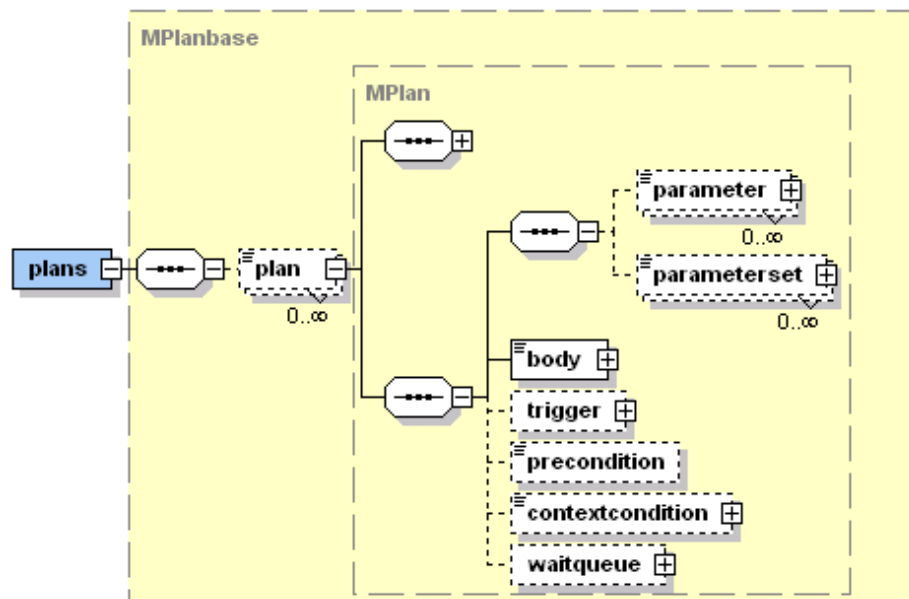 MPlanbase
MPlan
parameter
0..∞
plans
plan
0..∞
parameterset
0..∞
body
trigger
precondition
contextcondition
waitqueue